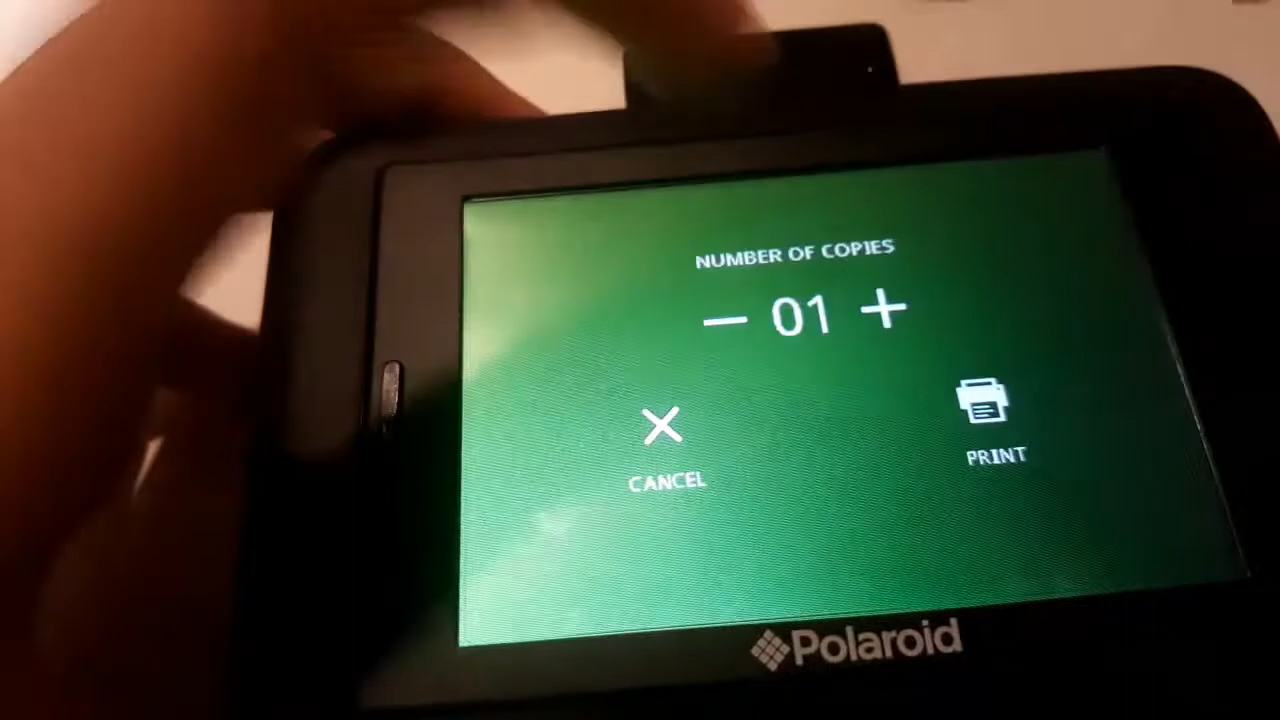 NUMBER OF COPIES
— 01 +
CANCEL
PRINT
Polaroid